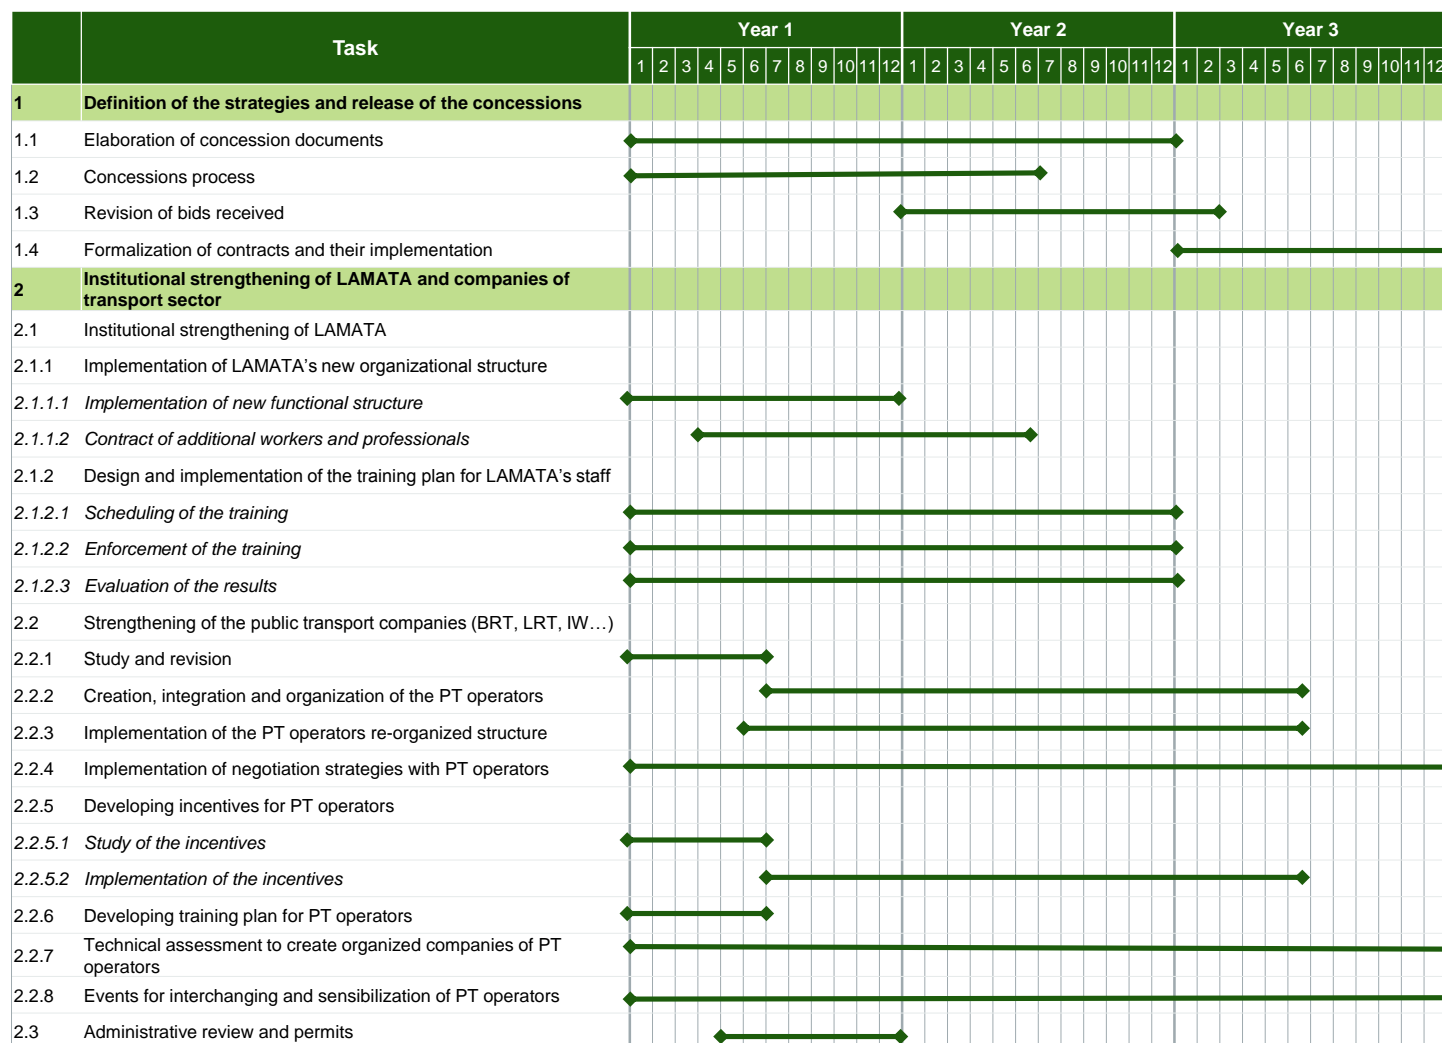 Task
Year 1 Year 2 Year 3
1 2 3 4 5 6 7 8 9 10 11 12 1 2 3 4 5 6 7 8 9 10 11 12 1 2 3 4 5 6 7 8 9 10 11 12
1 Definition of the strategies and release of the concessions
1.1 Elaboration of concession documents
1.2 Concessions process
1.3 Revision of bids received
1.4 Formalization of contracts and their implementation
2 Institutional strengthening of LAMATA and companies of
transport sector
2.1 Institutional strengthening of LAMATA
2.1.1 Implementation of LAMATA’s new organizational structure
2.1.1.1 Implementation of new functional structure
2.1.1.2 Contract of additional workers and professionals
2.1.2 Design and implementation of the training plan for LAMATA’s staff
2.1.2.1 Scheduling of the training
2.1.2.2 Enforcement of the training
2.1.2.3 Evaluation of the results
2.2 Strengthening of the public transport companies (BRT, LRT, IW…)
2.2.1 Study and revision
2.2.2 Creation, integration and organization of the PT operators
2.2.3 Implementation of the PT operators re-organized structure
2.2.4 Implementation of negotiation strategies with PT operators
2.2.5 Developing incentives for PT operators
2.2.5.1 Study of the incentives
2.2.5.2 Implementation of the incentives
2.2.6 Developing training plan for PT operators
2.2.7 Technical assessment to create organized companies of PT
operators
2.2.8 Events for interchanging and sensibilization of PT operators
2.3 Administrative review and permits